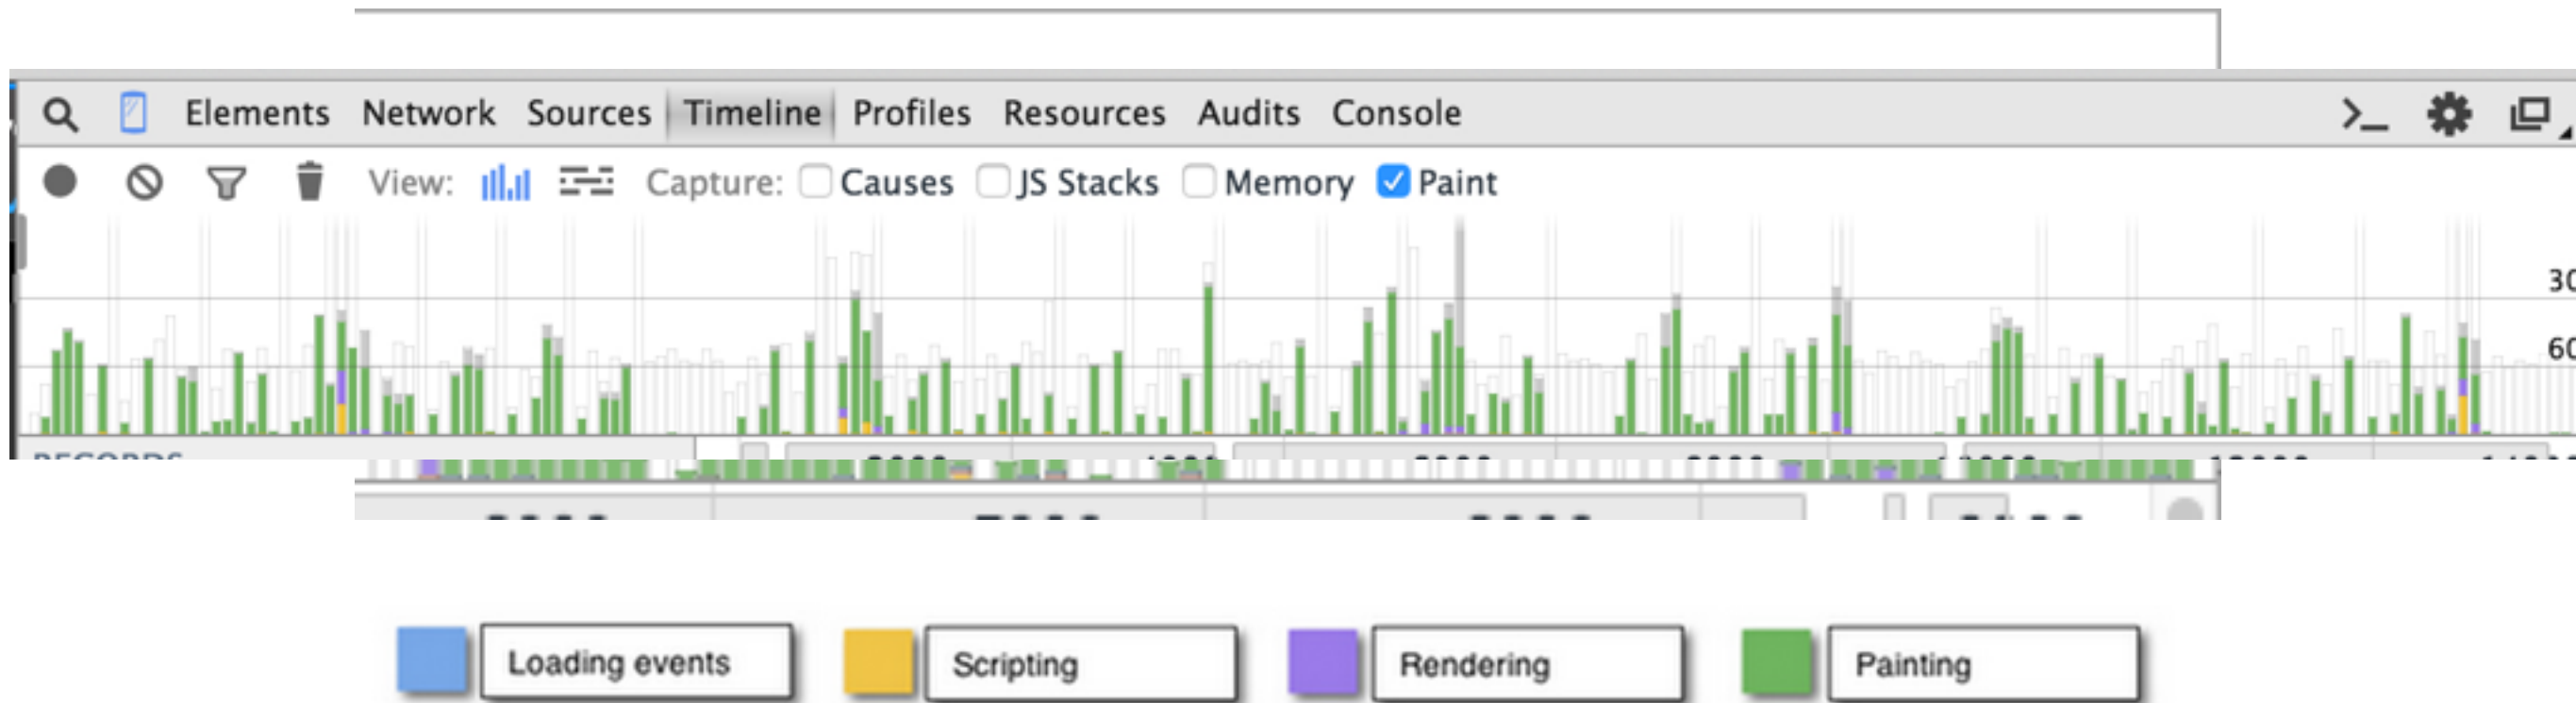 Elements Network Sources Timeline Profiles Resources Audits Console
View: Capture: Causes JS Stacks Memory Paint
30
60
RECORDS
Loading events Scripting Rendering Painting